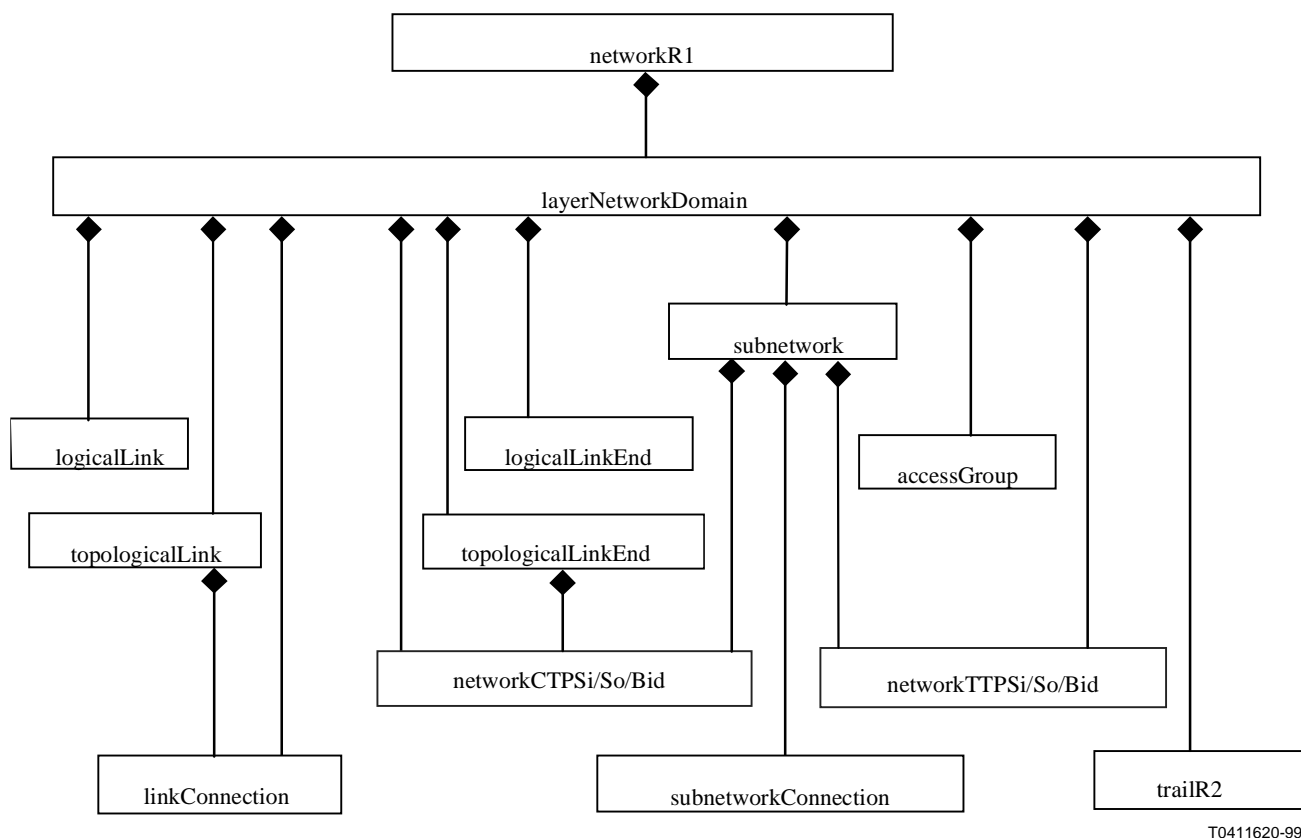 networkR1
layerNetworkDomain
subnetwork
logicalLink
logicalLinkEnd
accessGroup
topologicalLink
topologicalLinkEnd
networkCTPSi/So/Bid
networkTTPSi/So/Bid
linkConnection
subnetworkConnection
trailR2
T0411620-99